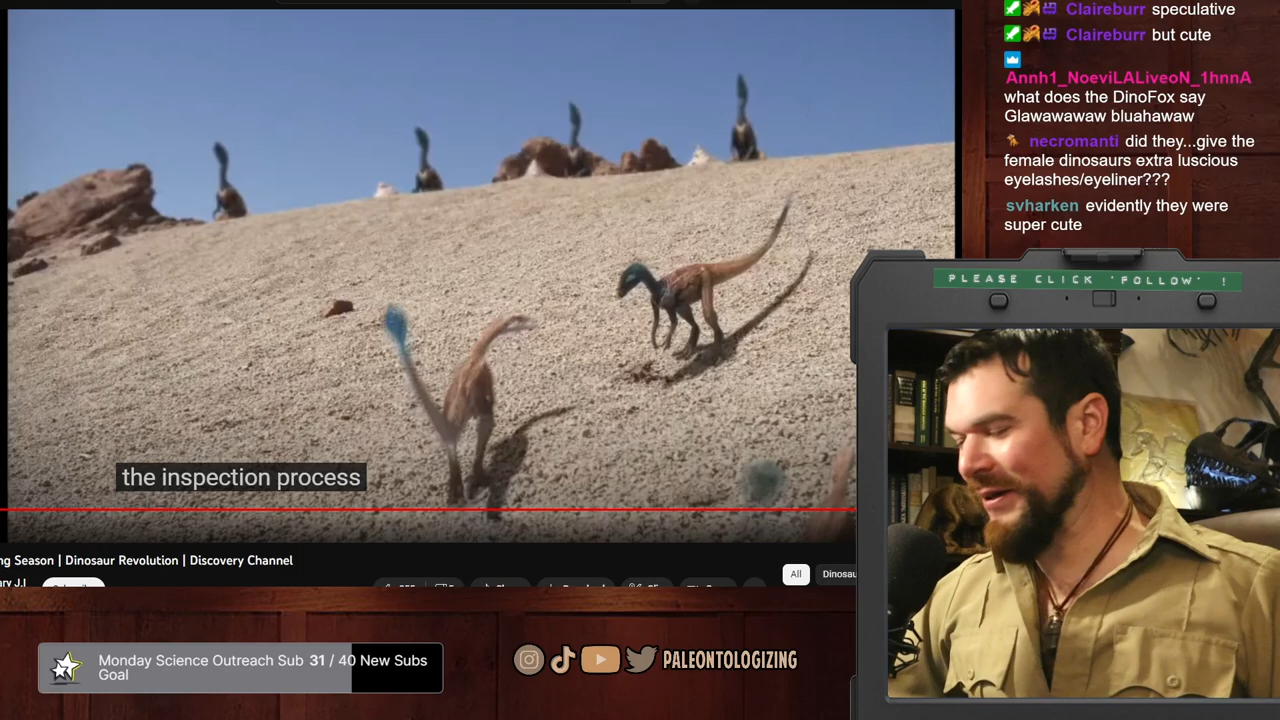 Claireburr speculative
Claireburr but cute
Annh1_NoeviLALiveoN_1hnnA
what does the DinoFox say
Glawawawaw bluahawaw
necromanti did they...give the
female dinosaurs extra luscious
eyelashes/eyeliner???
svharken evidently they were
super cute
PLEASE CLICK "FOLLOW" !
the inspection process
ng Season | Dinosaur Revolution | Discovery Channel
ary J.
All
Dinosau
Monday Science Outreach Sub 31 / 40 New Subs
Goal
PALEONTOLOGIZING